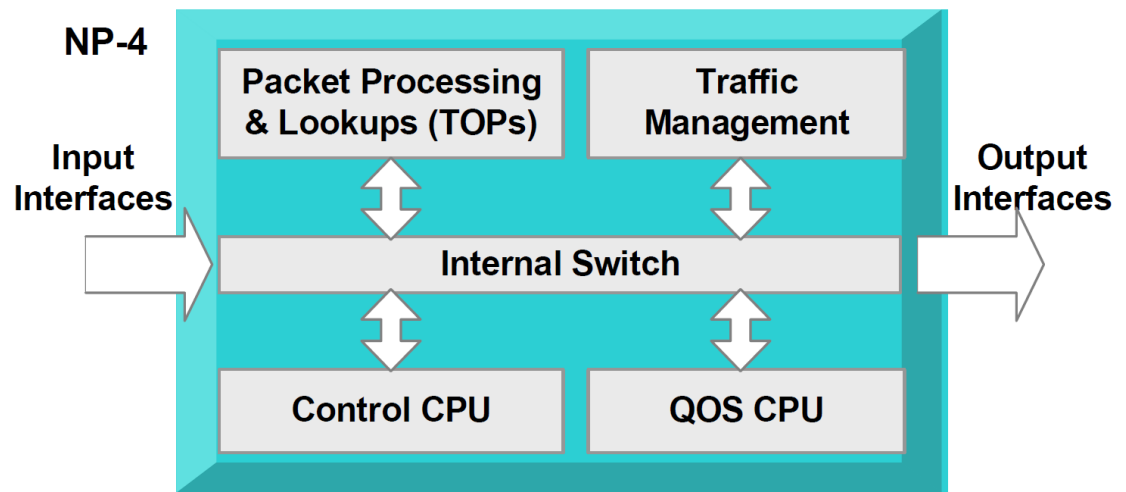 NP-4
Packet Processing
& Lookups (TOPs)
Traffic
Management
Input
Interfaces
Output
Interfaces
Internal Switch
Control CPU
QOS CPU